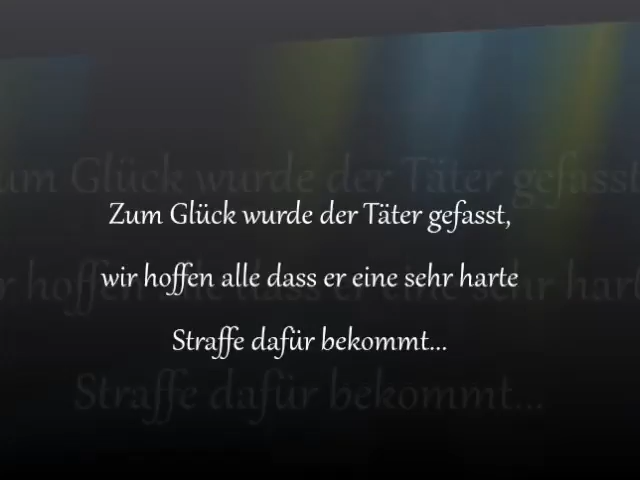 Zum Glück wurde der Täter gefasst,
wir hoffen alle dass er eine sehr harte
Straffe dafür bekommt...